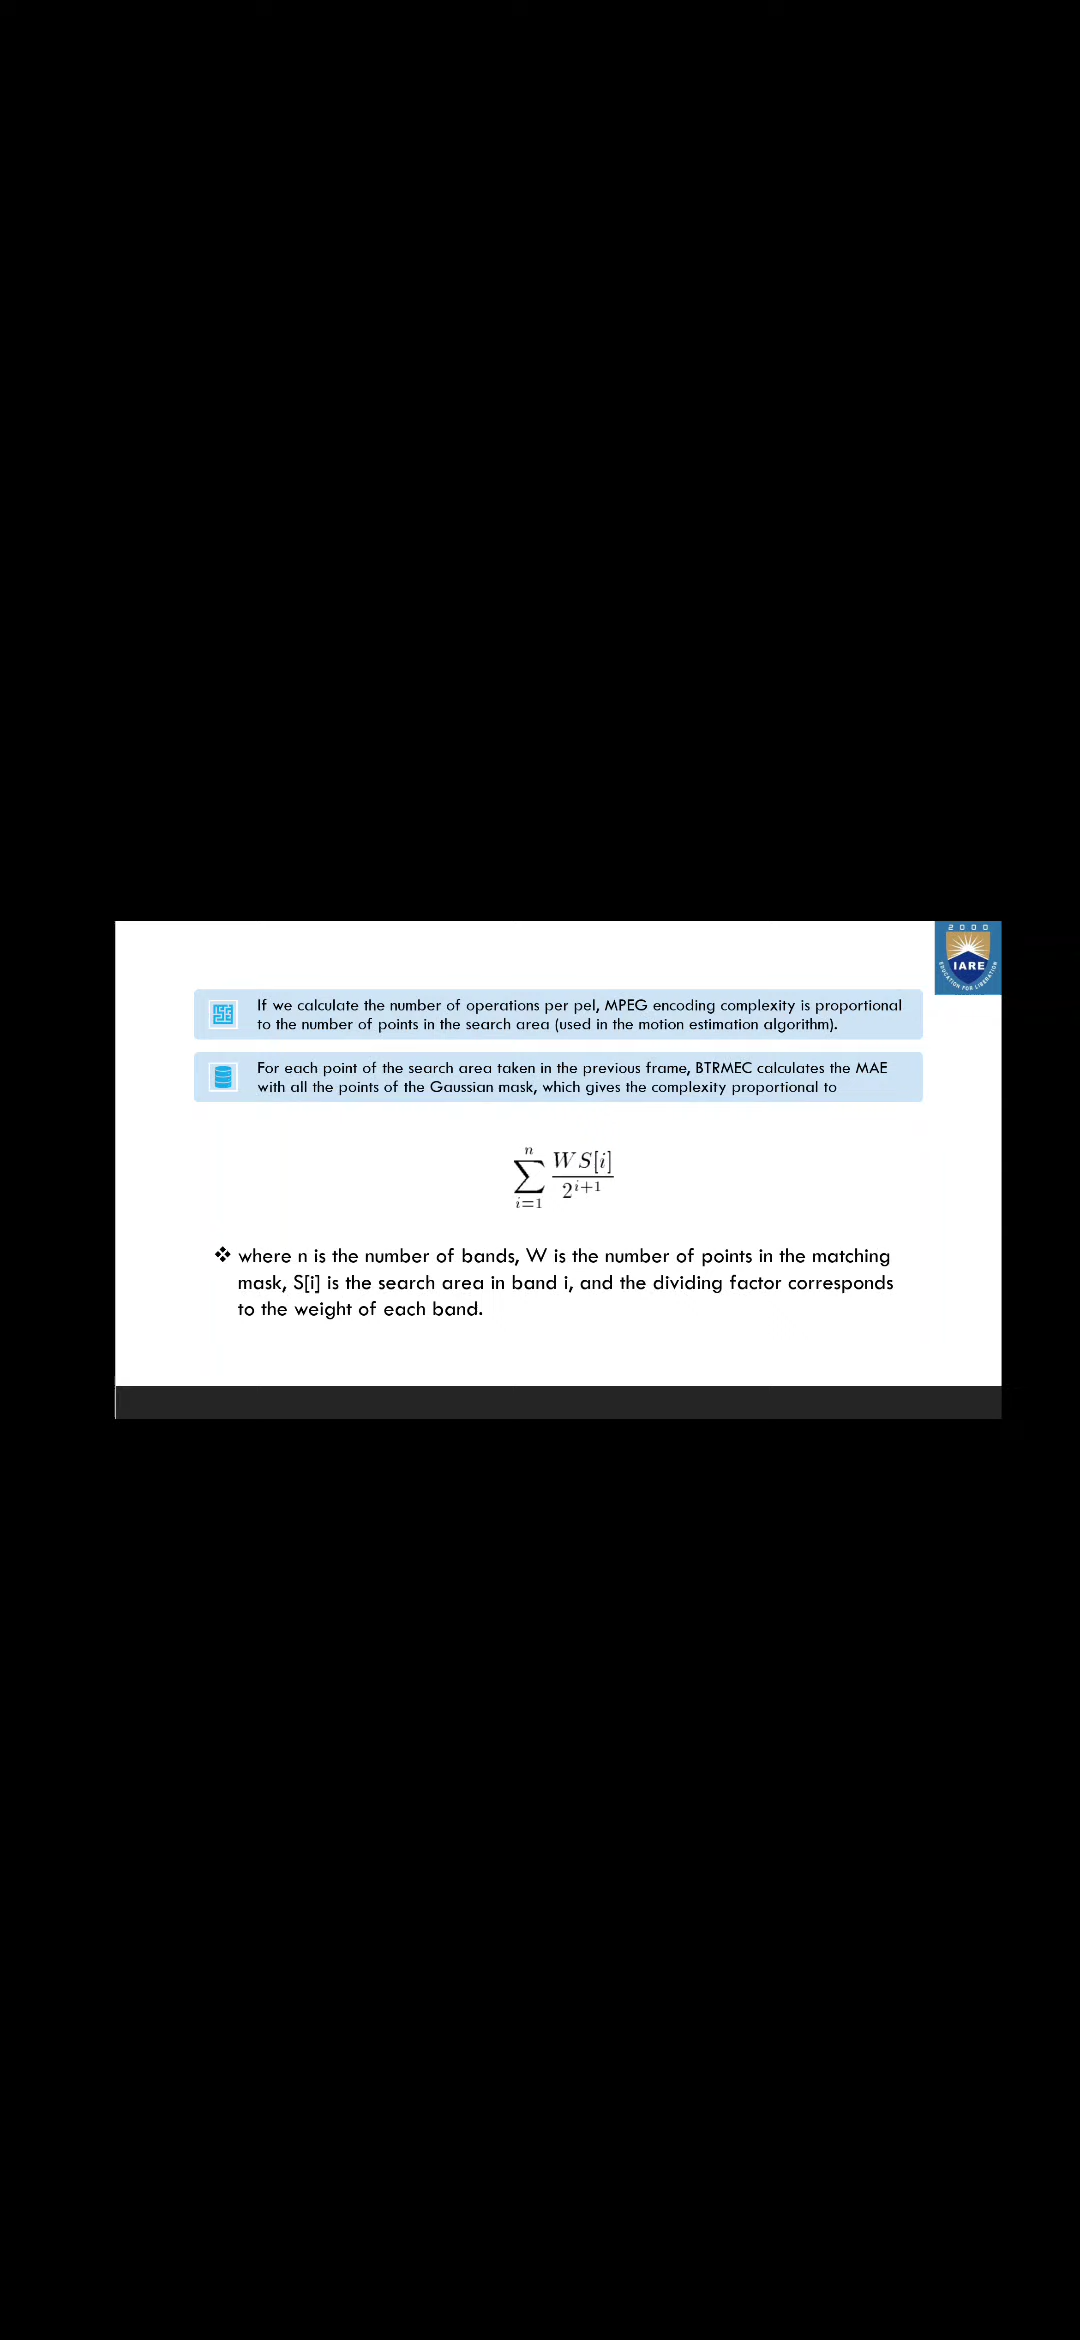 2000
IARE
EDUCATION FOR LIBERATION
If we calculate the number of operations per pel, MPEG encoding complexity is proportional
to the number of points in the search area (used in the motion estimation algorithm).
For each point of the search area taken in the previous frame, BTRMEC calculates the MAE
with all the points of the Gaussian mask, which gives the complexity proportional to
\sum_{i=1}^{n} \frac{WS[i]}{2^{i+1}}
❖ where n is the number of bands, W is the number of points in the matching
mask, S[i] is the search area in band i, and the dividing factor corresponds
to the weight of each band.